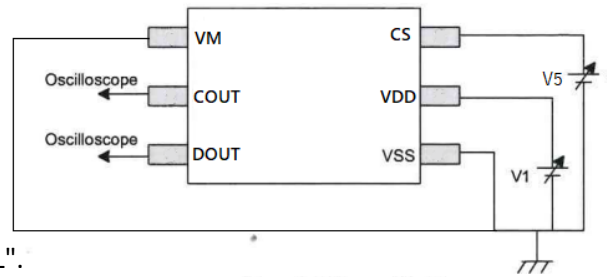 VM CS
Oscilloscope
COUT VDD
V5
Oscilloscope
DOUT VSS
V1
".